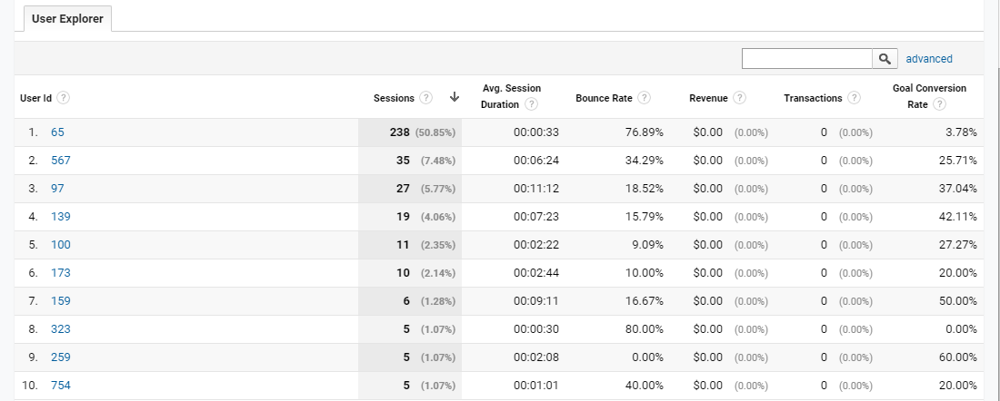 User Explorer
advanced
User Id ? Sessions ? Avg. Session Duration ? Bounce Rate ? Revenue ? Transactions ? Goal Conversion Rate ?
1. 65 238 (50.85%) 00:00:33 76.89% $0.00 (0.00%) 0 (0.00%) 3.78%
2. 567 35 (7.48%) 00:06:24 34.29% $0.00 (0.00%) 0 (0.00%) 25.71%
3. 97 27 (5.77%) 00:11:12 18.52% $0.00 (0.00%) 0 (0.00%) 37.04%
4. 139 19 (4.06%) 00:07:23 15.79% $0.00 (0.00%) 0 (0.00%) 42.11%
5. 100 11 (2.35%) 00:02:22 9.09% $0.00 (0.00%) 0 (0.00%) 27.27%
6. 173 10 (2.14%) 00:02:44 10.00% $0.00 (0.00%) 0 (0.00%) 20.00%
7. 159 6 (1.28%) 00:09:11 16.67% $0.00 (0.00%) 0 (0.00%) 50.00%
8. 323 5 (1.07%) 00:00:30 80.00% $0.00 (0.00%) 0 (0.00%) 0.00%
9. 259 5 (1.07%) 00:02:08 0.00% $0.00 (0.00%) 0 (0.00%) 60.00%
10. 754 5 (1.07%) 00:01:01 40.00% $0.00 (0.00%) 0 (0.00%) 20.00%